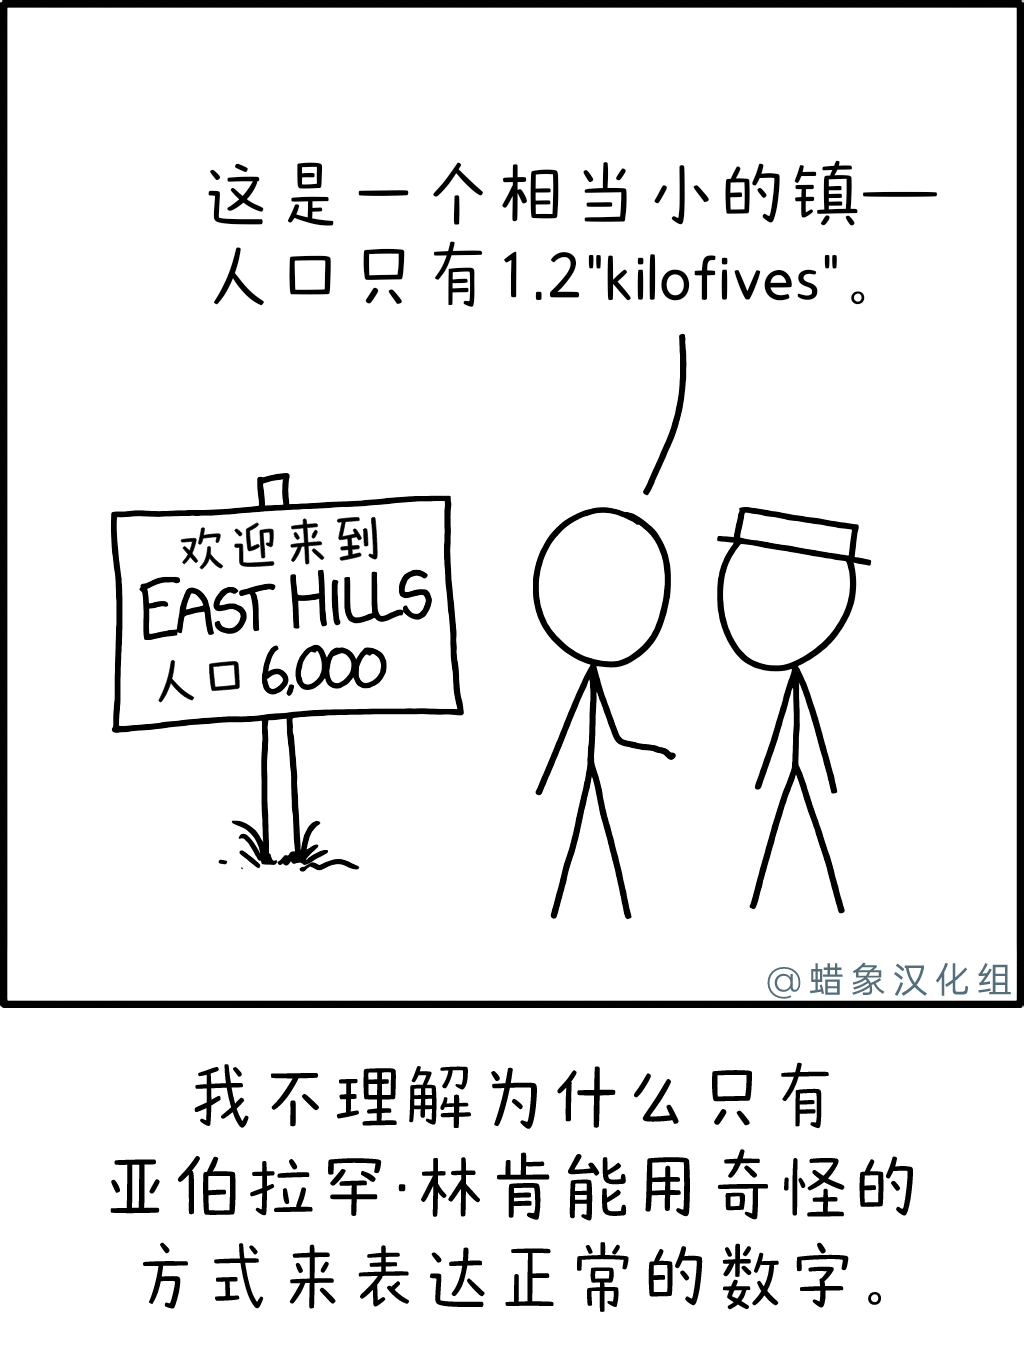 这是一个相当小的镇—
人口只有1.2"kilofives"。
欢迎来到
EAST HILLS
人口 6,000
@蜡象汉化组
我不理解为什么只有
亚伯拉罕·林肯能用奇怪的
方式来表达正常的数字。